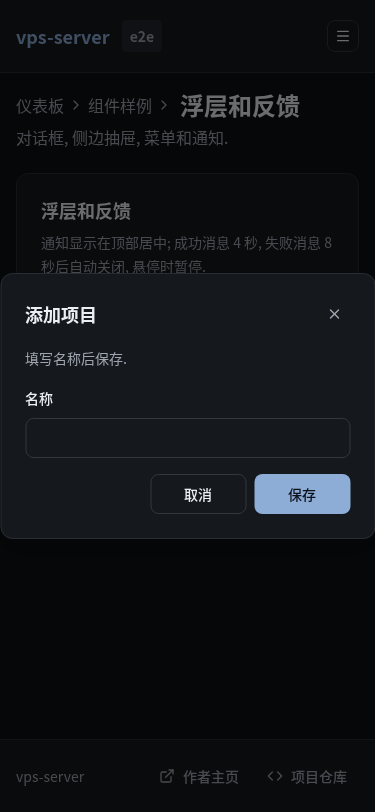 vps-server e2e
仪表板 > 组件样例 > 浮层和反馈
对话框, 侧边抽屉, 菜单和通知.
浮层和反馈
通知显示在顶部居中; 成功消息 4 秒, 失败消息 8
秒后自动关闭, 悬停时暂停.
添加项目
填写名称后保存.
名称
取消 保存
vps-server 作者主页 项目仓库